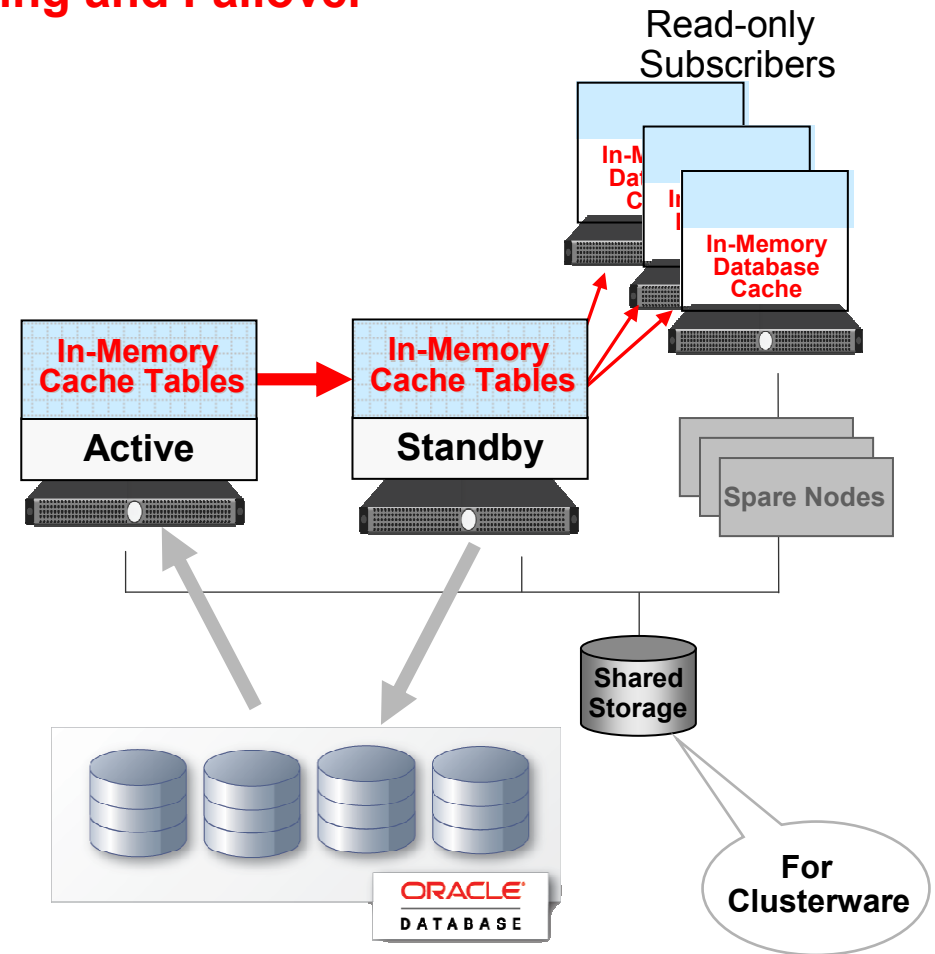 and Failover
Read-only
Subscribers
In-Memory
Database
Cache
In-Memory
Cache Tables
Active
In-Memory
Cache Tables
Standby
Spare Nodes
Shared
Storage
For
Clusterware
ORACLE®
DATABASE